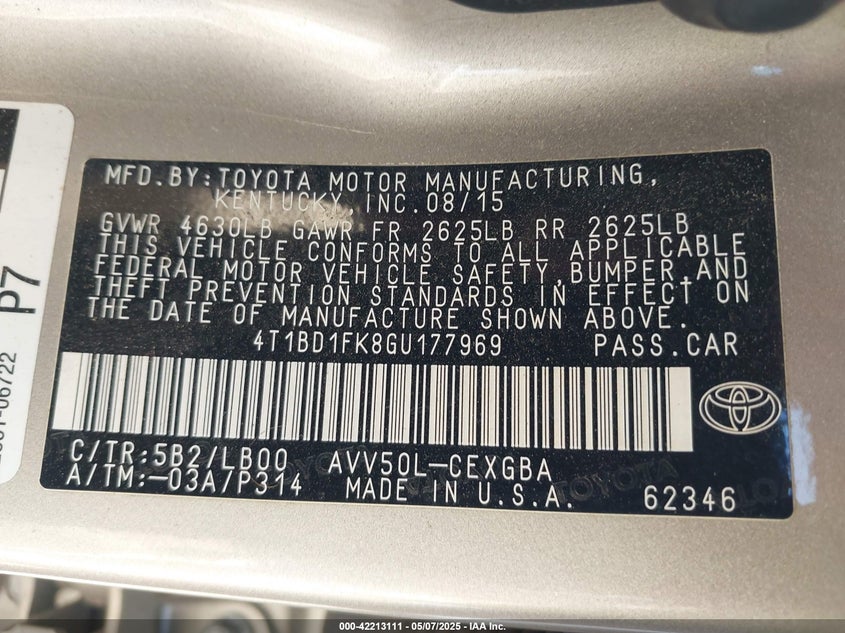 MFD.BY:TOYOTA MOTOR MANUFACTURING,
KENTUCKY, INC. 08/15
GVWR 4630LB GAWR FR 2625LB RR 2625LB
THIS VEHICLE CONFORMS TO ALL APPLICABLE
FEDERAL MOTOR VEHICLE SAFETY,BUMPER,AND
THEFT PREVENTION STANDARDS IN EFFECT ON
THE DATE OF MANUFACTURE SHOWN ABOVE.
4T1BD1FK8GU177969 PASS.CAR
C/TR:5B2/LB00 AVV50L-CEXGBA
A/TM:-03A/P314 MADE IN U.S.A. 62346
P7
06722
000-42213111 - 05/07/2025 - IAA Inc.